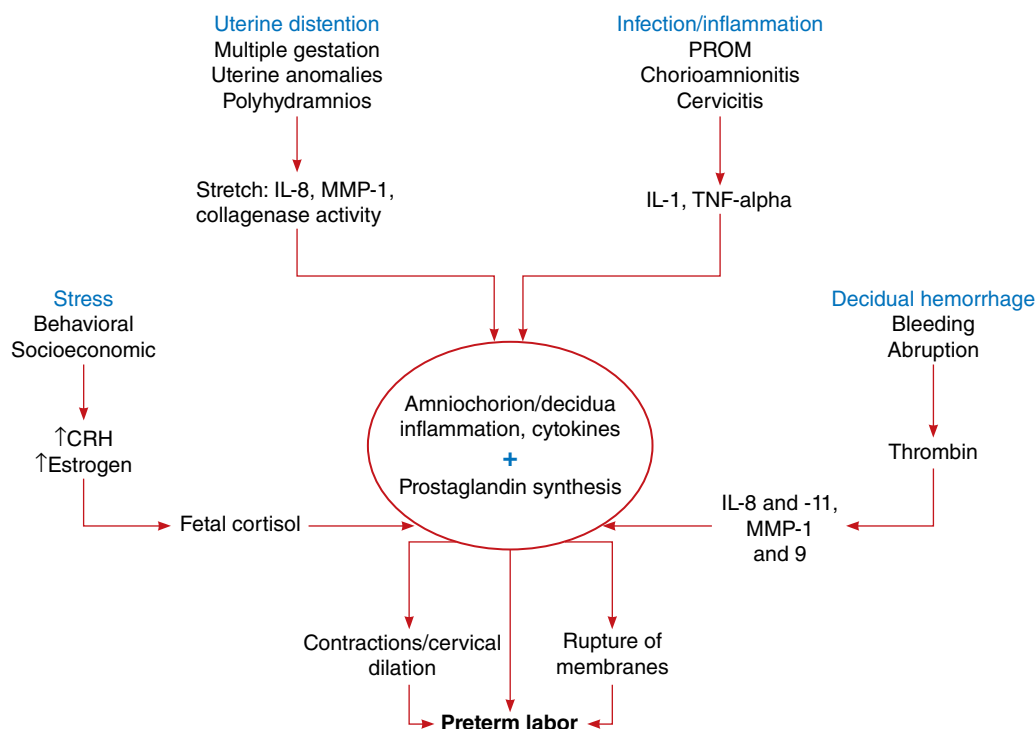 Uterine distention
Multiple gestation
Uterine anomalies
Polyhydramnios
Infection/inflammation
PROM
Chorioamnionitis
Cervicitis
Stretch: IL-8, MMP-1,
collagenase activity
IL-1, TNF-alpha
Stress
Behavioral
Socioeconomic
Decidual hemorrhage
Bleeding
Abruption
↑CRH
↑Estrogen
Amniochorion/decidua
inflammation, cytokines
+
Prostaglandin synthesis
Thrombin
Fetal cortisol
IL-8 and -11,
MMP-1
and 9
Contractions/cervical
dilation
Rupture of
membranes
Preterm labor